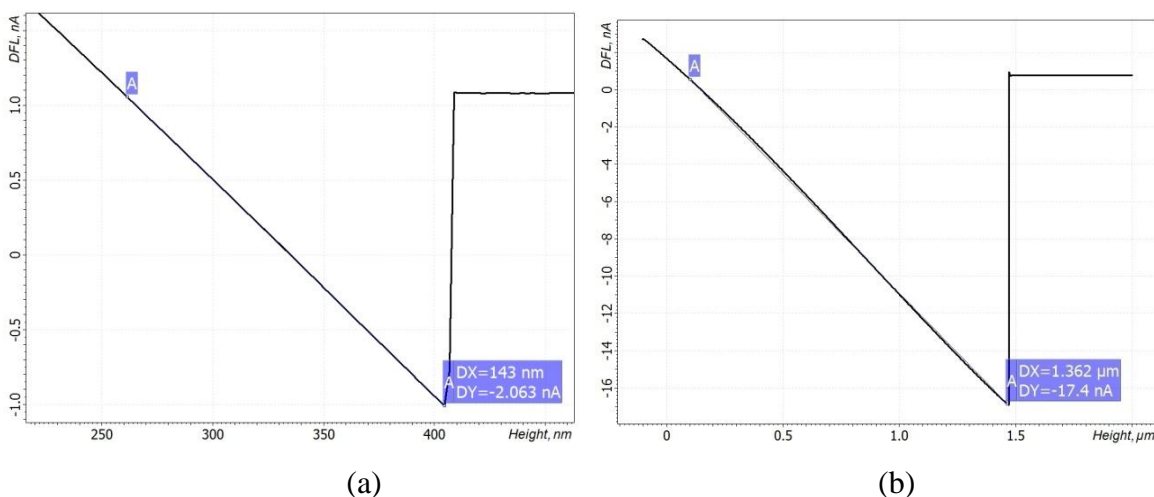 DFL, nA
1.0
0.5
0
-0.5
-1.0
A
A
DX=143 nm
DY=-2.063 nA
250
300
350
400
Height, nm
(a)
DFL, nA
0
-2
-4
-6
-8
-10
-12
-14
-16
A
A
DX=1.362 µm
DY=-17.4 nA
0
0.5
1.0
1.5
Height, µm
(b)